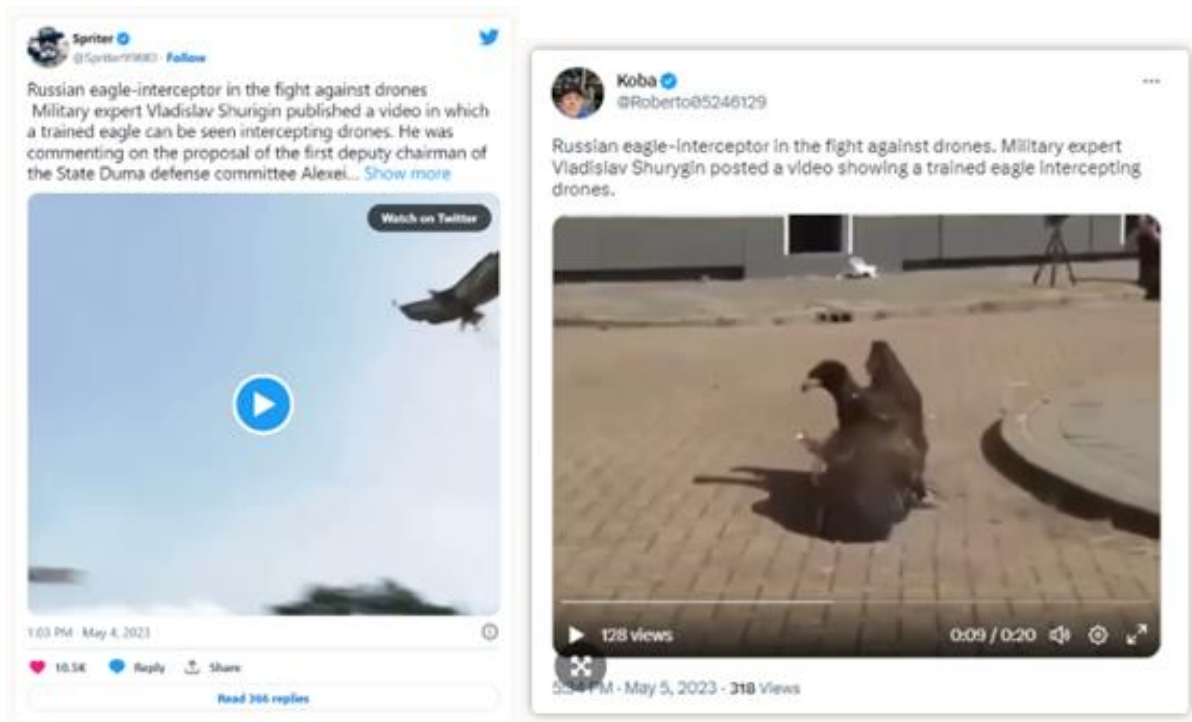 Spriter
Follow
Russian eagle-interceptor in the fight against drones
Military expert Vladislav Shurigin published a video in which
a trained eagle can be seen intercepting drones. He was
commenting on the proposal of the first deputy chairman of
the State Duma defense committee Alexei... Show more
Watch on Twitter
1:03 PM · May 4, 2023
10.5K Reply Share
Read 366 replies
Koba
@Roberto05246129
Russian eagle-interceptor in the fight against drones. Military expert
Vladislav Shurygin posted a video showing a trained eagle intercepting
drones.
128 views 0:09 / 0:20
PM · May 5, 2023 · 318 Views